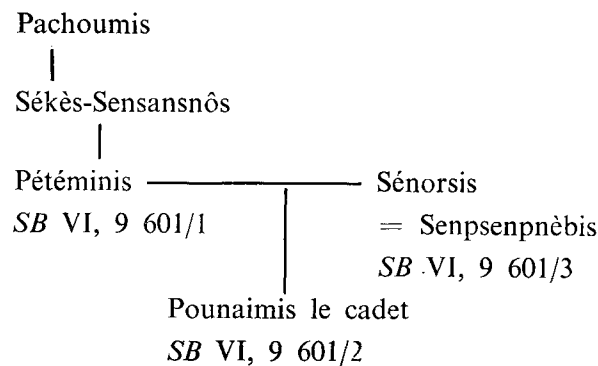 Pachoumis
Sékès-Sensansnôs
Pétéminis
Sénorsis
SB VI, 9 601/1
= Senpsenpnèbis
SB VI, 9 601/3
Pounaimis le cadet
SB VI, 9 601/2